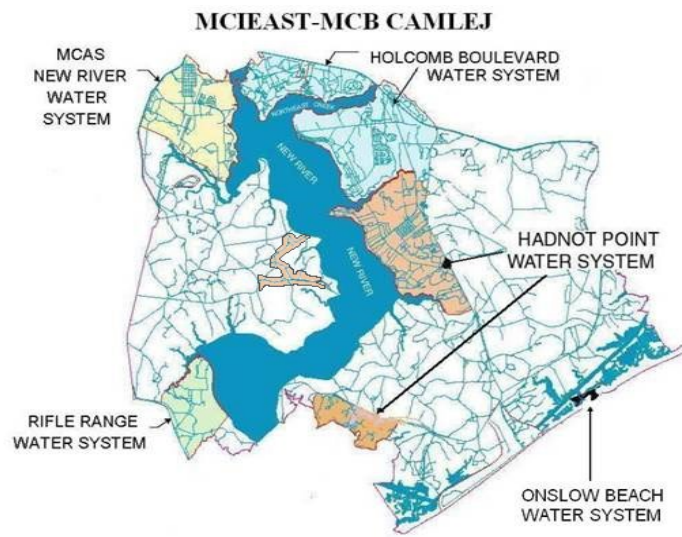 MCIEAST-MCB CAMLEJ
MCAS
NEW RIVER
WATER
SYSTEM
HOLCOMB BOULEVARD
WATER SYSTEM
NORTHEAST CREEK
NEW RIVER
NEW RIVER
HADNOT POINT
WATER SYSTEM
RIFLE RANGE
WATER SYSTEM
ONSLOW BEACH
WATER SYSTEM